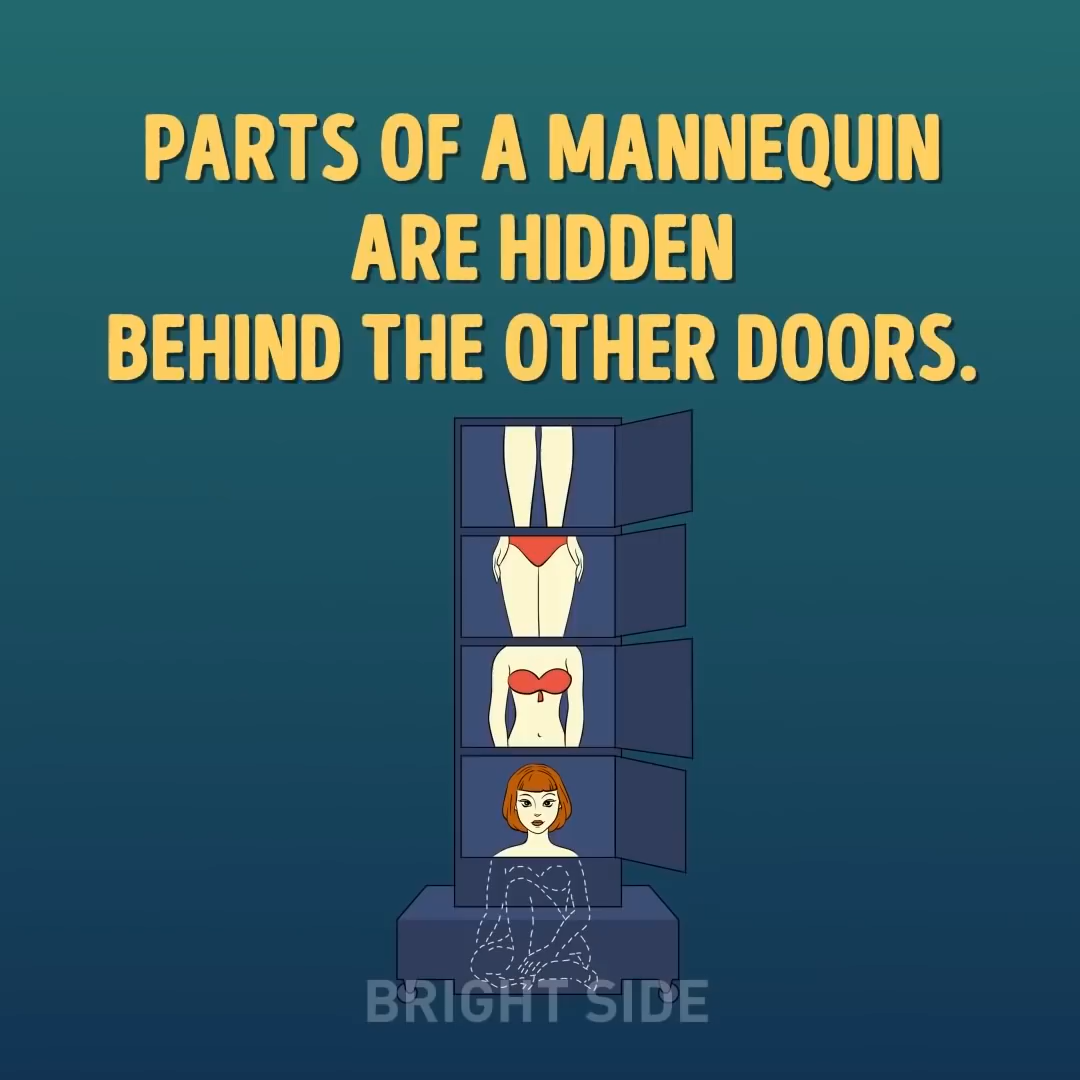 PARTS OF A MANNEQUIN
ARE HIDDEN
BEHIND THE OTHER DOORS.
BRIGHT SIDE